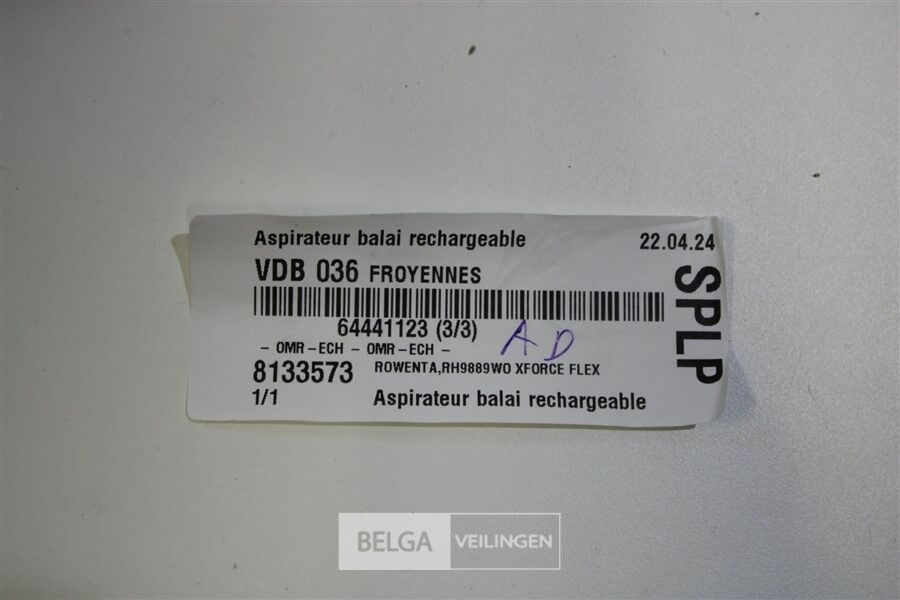 Aspirateur balai rechargeable 22.04.24
VDB 036 FROYENNES
SPLP
64441123 (3/3) AD
- OMR-ECH - OMR-ECH -
8133573 ROWENTA,RH9889WO XFORCE FLEX
1/1 Aspirateur balai rechargeable
BELGA VEILINGEN